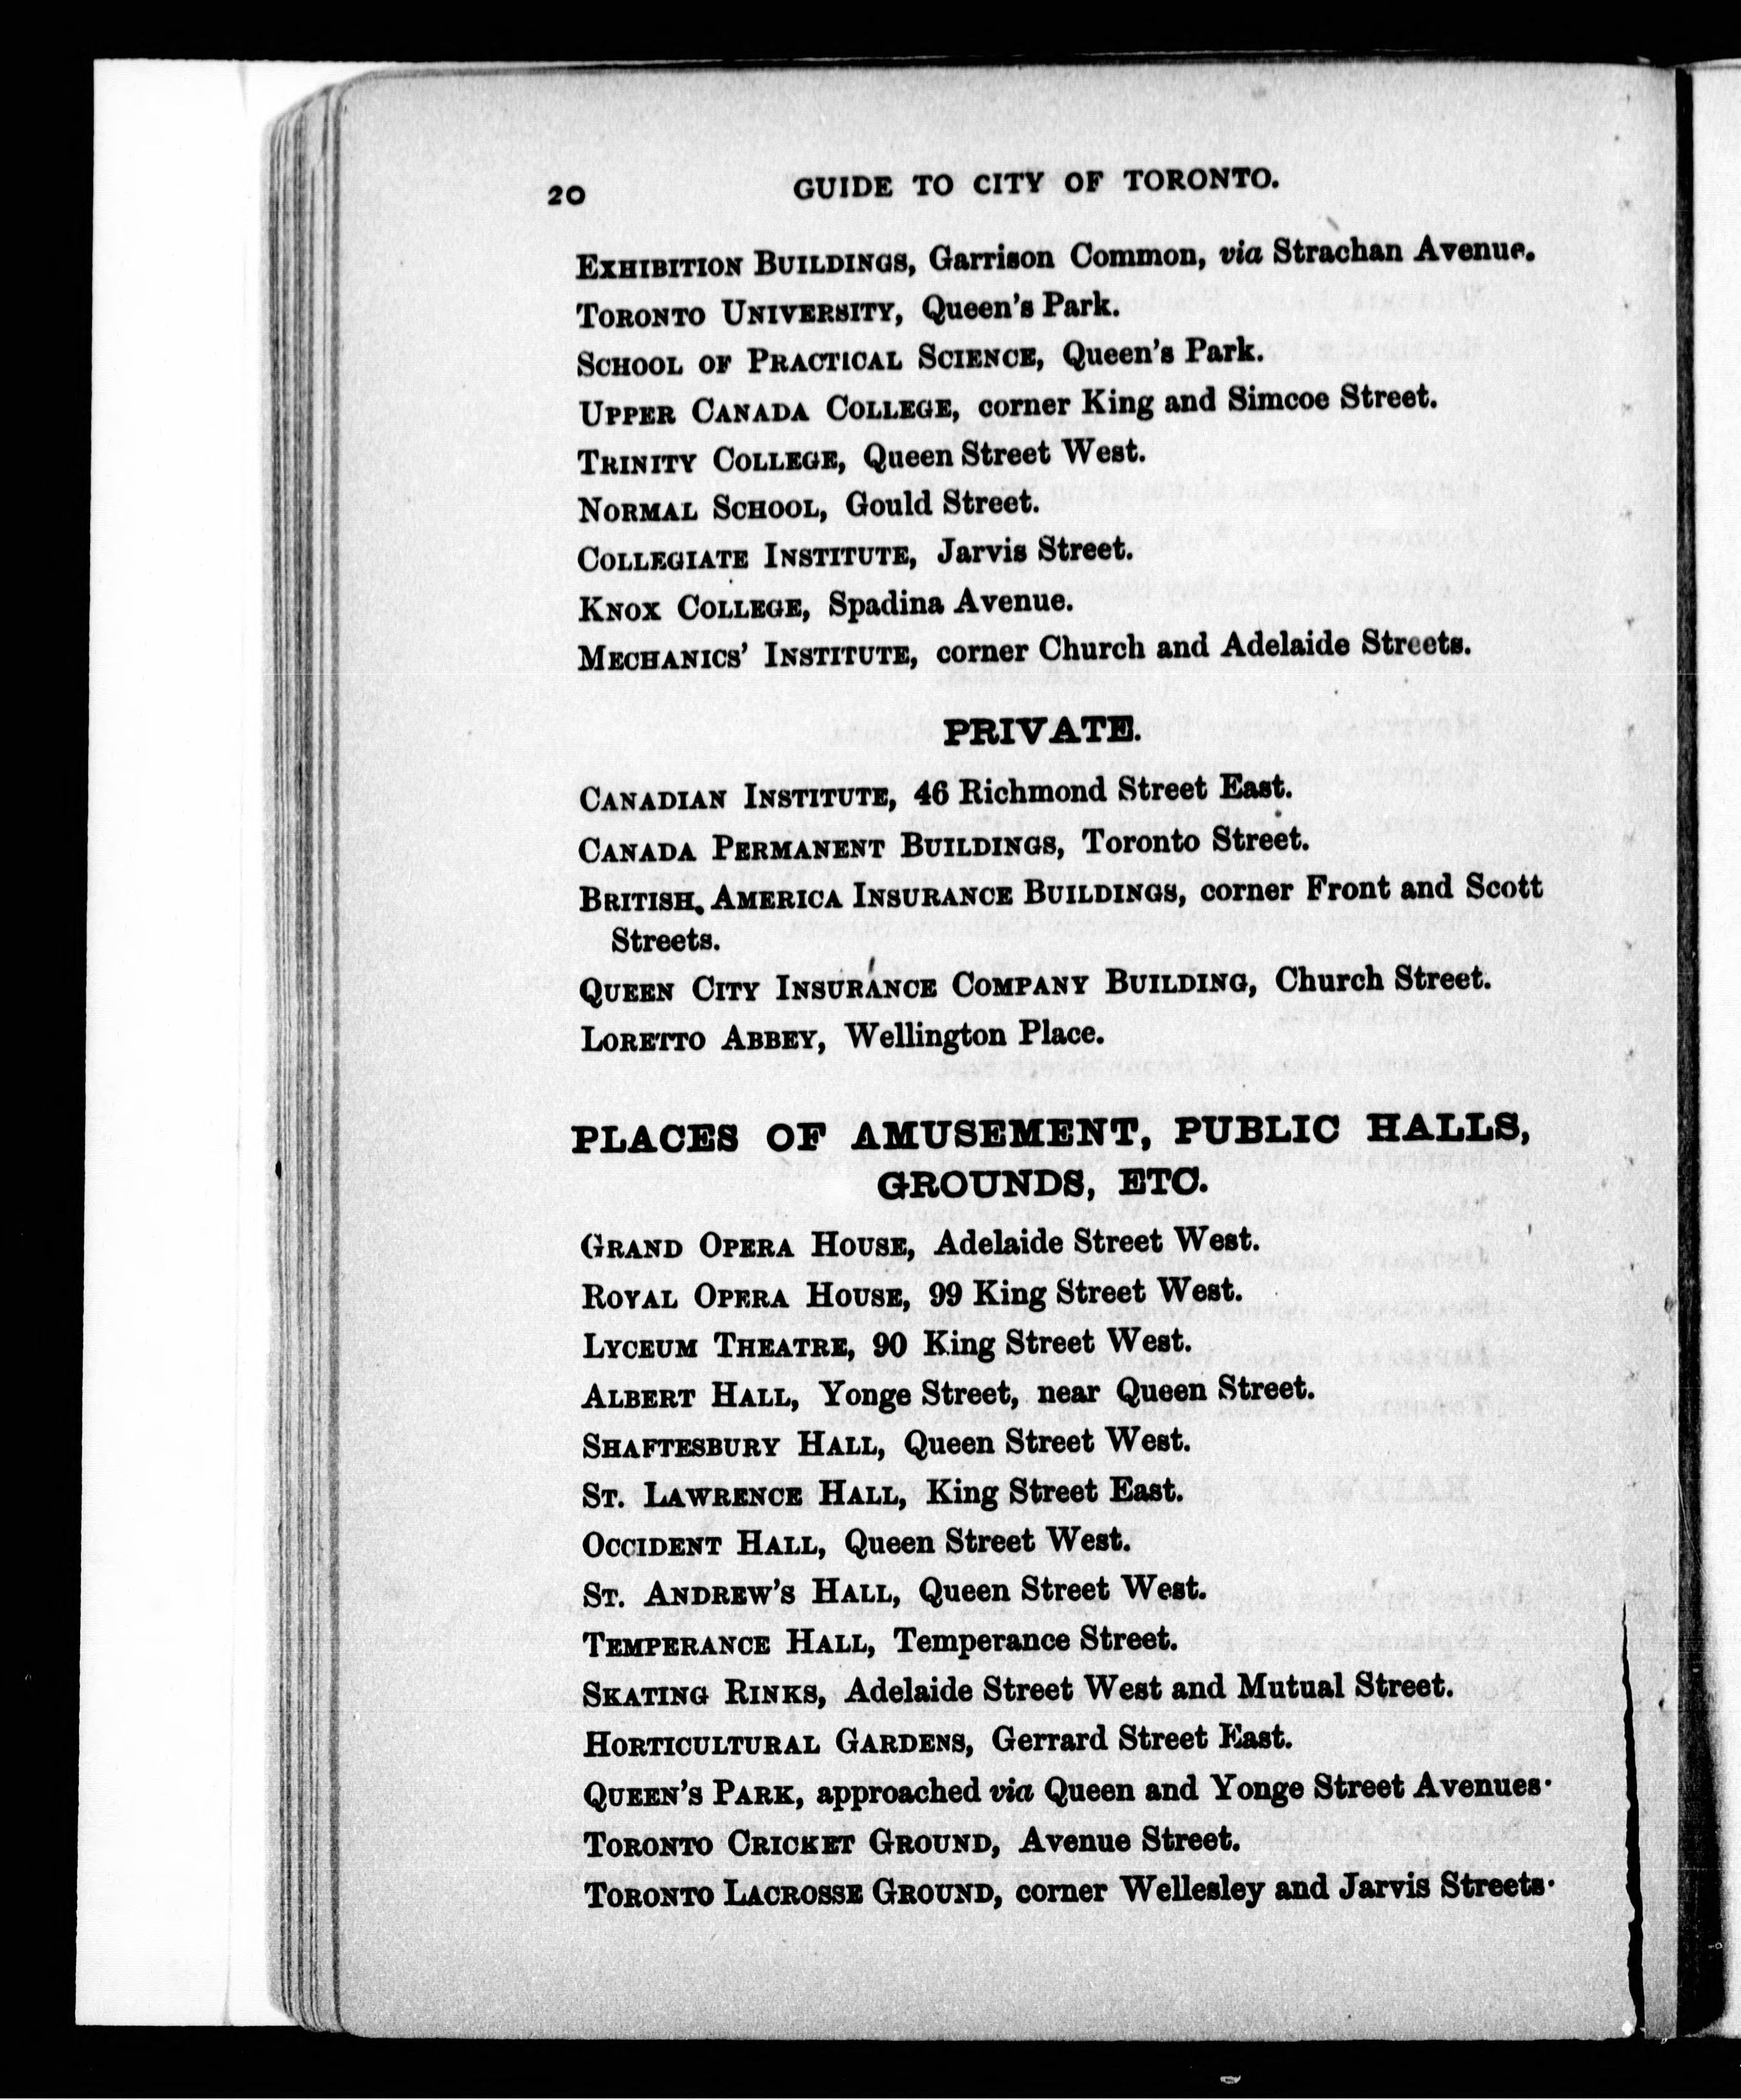 20 GUIDE TO CITY OF TORONTO.
EXHIBITION BUILDINGS, Garrison Common, via Strachan Avenue.
TORONTO UNIVERSITY, Queen's Park.
SCHOOL OF PRACTICAL SCIENCE, Queen's Park.
UPPER CANADA COLLEGE, corner King and Simcoe Street.
TRINITY COLLEGE, Queen Street West.
NORMAL SCHOOL, Gould Street.
COLLEGIATE INSTITUTE, Jarvis Street.
KNOX COLLEGE, Spadina Avenue.
MECHANICS' INSTITUTE, corner Church and Adelaide Streets.
PRIVATE.
CANADIAN INSTITUTE, 46 Richmond Street East.
CANADA PERMANENT BUILDINGS, Toronto Street.
BRITISH AMERICA INSURANCE BUILDINGS, corner Front and Scott
Streets.
QUEEN CITY INSURANCE COMPANY BUILDING, Church Street.
LORETTO ABBEY, Wellington Place.
PLACES OF AMUSEMENT, PUBLIC HALLS,
GROUNDS, ETC.
GRAND OPERA HOUSE, Adelaide Street West.
ROYAL OPERA HOUSE, 99 King Street West.
LYCEUM THEATRE, 90 King Street West.
ALBERT HALL, Yonge Street, near Queen Street.
SHAFTESBURY HALL, Queen Street West.
ST. LAWRENCE HALL, King Street East.
OCCIDENT HALL, Queen Street West.
ST. ANDREW'S HALL, Queen Street West.
TEMPERANCE HALL, Temperance Street.
SKATING RINKS, Adelaide Street West and Mutual Street.
HORTICULTURAL GARDENS, Gerrard Street East.
QUEEN'S PARK, approached via Queen and Yonge Street Avenues.
TORONTO CRICKET GROUND, Avenue Street.
TORONTO LACROSSE GROUND, corner Wellesley and Jarvis Streets.